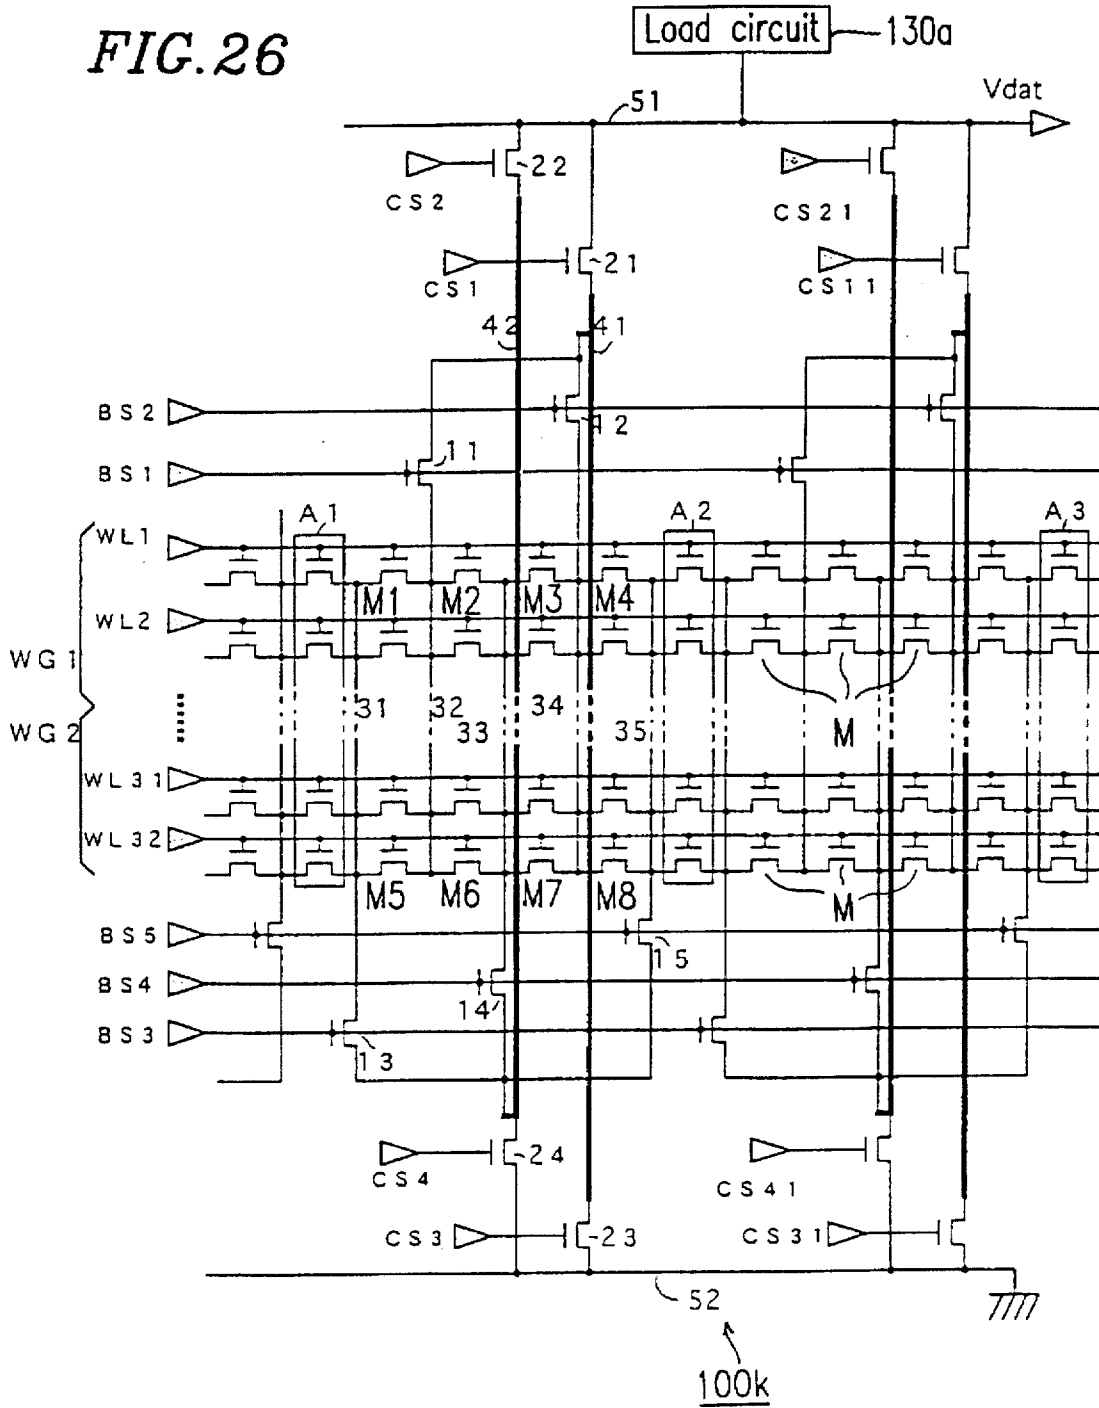 FIG.26
Load circuit
130a
Vdat
51
22
CS2
CS21
21
CS1
CS11
42
41
BS2
12
11
BS1
A1
A2
A3
WL1
M1
M2
M3
M4
WL2
WG1
31
32
34
33
35
M
WG2
WL31
WL32
M5
M6
M7
M8
M
BS5
15
BS4
14
BS3
13
24
CS4
CS41
CS3
23
CS31
52
100k